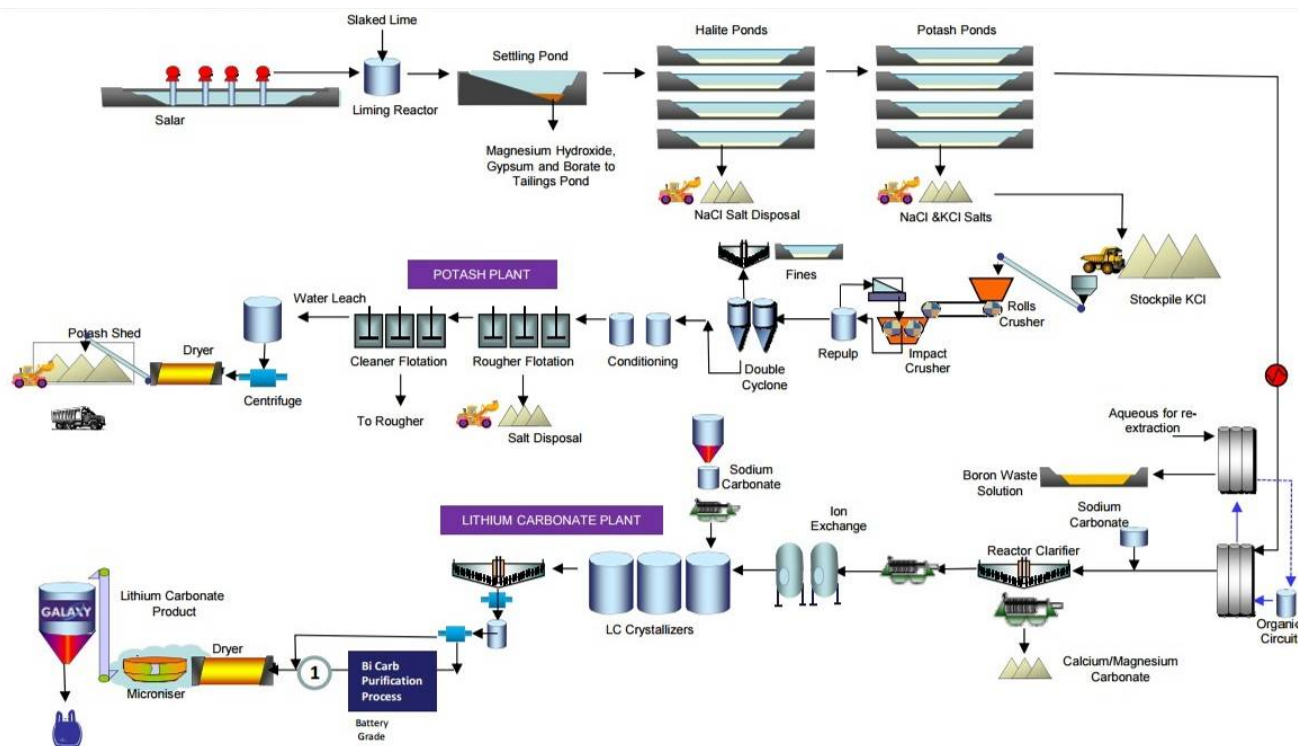 Slaked Lime
Liming Reactor
Salar
Settling Pond
Magnesium Hydroxide,
Gypsum and Borate to
Tailings Pond
Halite Ponds
NaCl Salt Disposal
Potash Ponds
NaCl &KCl Salts
Stockpile KCl
Rolls
Crusher
Impact
Crusher
Repulp
Fines
Double
Cyclone
Conditioning
POTASH PLANT
Rougher Flotation
Salt Disposal
Cleaner Flotation
To Rougher
Water Leach
Centrifuge
Dryer
Potash Shed
Aqueous for re-
extraction
Boron Waste
Solution
Organic
Circuit
Sodium
Carbonate
Reactor Clarifier
Calcium/Magnesium
Carbonate
Ion
Exchange
Sodium
Carbonate
LITHIUM CARBONATE PLANT
LC Crystallizers
Bi Carb
Purification
Process
Battery
Grade
1
Dryer
Microniser
Lithium Carbonate
Product
GALAXY